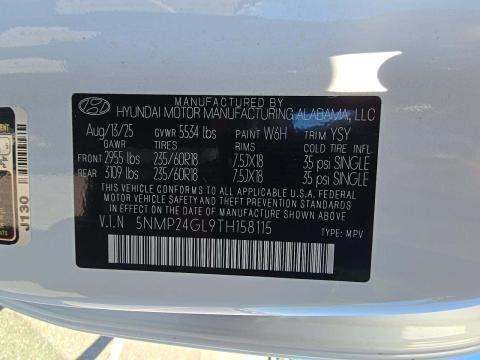 MANUFACTURED BY
HYUNDAI MOTOR MANUFACTURING ALABAMA, LLC
Aug/13/25 GVWR 5534 lbs PAINT W6H TRIM YSY
GAWR TIRES RIMS COLD TIRE INFL.
FRONT 2955 lbs 235/60R18 7.5JX18 35 psi SINGLE
REAR 3109 lbs 235/60R18 7.5JX18 35 psi SINGLE
THIS VEHICLE CONFORMS TO ALL APPLICABLE U.S.A. FEDERAL
MOTOR VEHICLE SAFETY, BUMPER, AND THEFT PREVENTION
STANDARDS IN EFFECT ON THE DATE OF MANUFACTURE SHOWN ABOVE.
V.I.N 5NMP24GL9TH158115
TYPE: M.P.V
J130